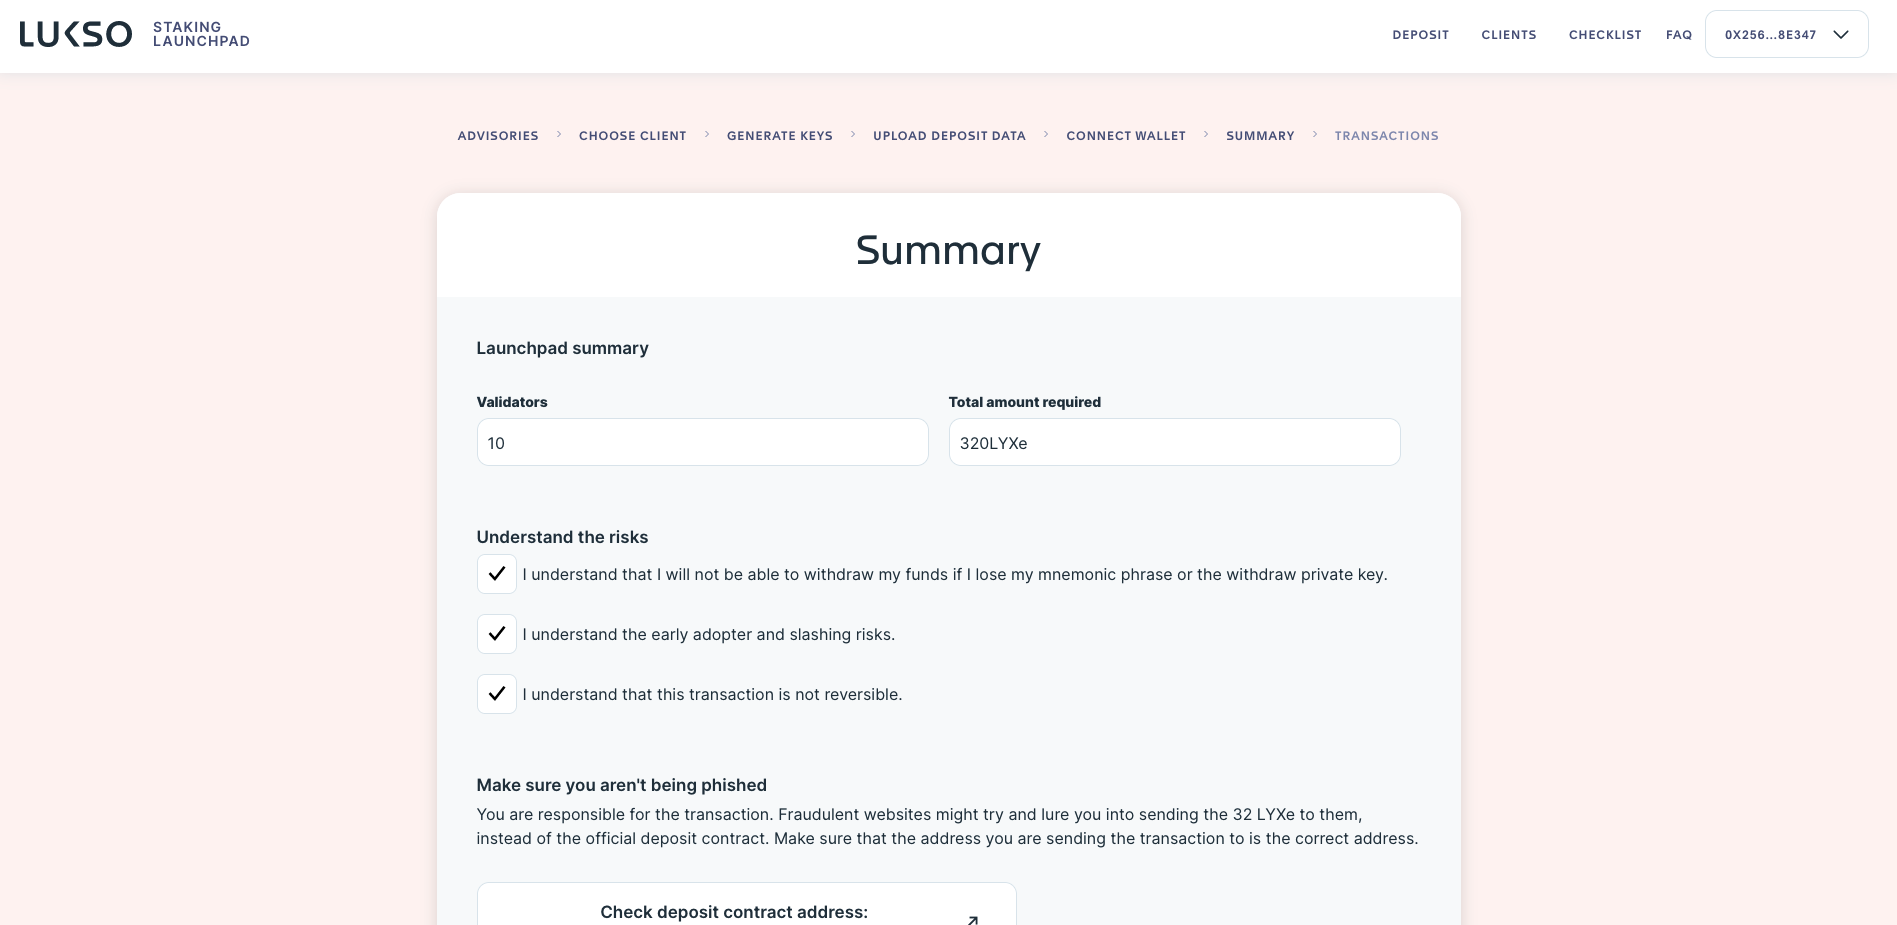 LUKSO STAKING LAUNCHPAD
DEPOSIT CLIENTS CHECKLIST FAQ 0X256...8E347
ADVISORIES > CHOOSE CLIENT > GENERATE KEYS > UPLOAD DEPOSIT DATA > CONNECT WALLET > SUMMARY > TRANSACTIONS
Summary
Launchpad summary
Validators
10
Total amount required
320LYXe
Understand the risks
I understand that I will not be able to withdraw my funds if I lose my mnemonic phrase or the withdraw private key.
I understand the early adopter and slashing risks.
I understand that this transaction is not reversible.
Make sure you aren't being phished
You are responsible for the transaction. Fraudulent websites might try and lure you into sending the 32 LYXe to them,
instead of the official deposit contract. Make sure that the address you are sending the transaction to is the correct address.
Check deposit contract address: